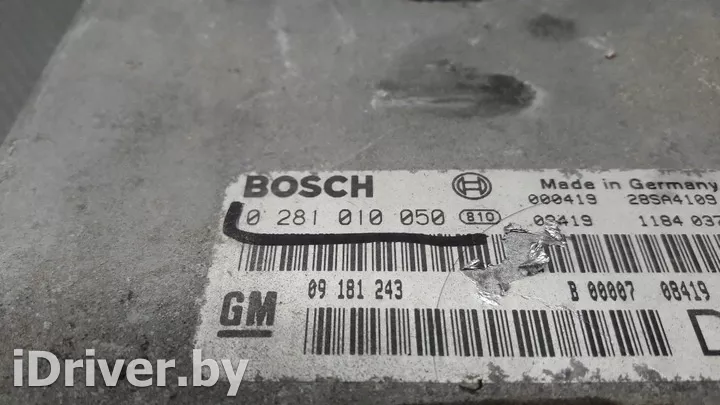 BOSCH Made in Germany
000419 28SA4109
0 281 010 050 B10 08419 1184 037
09 181 243 B 00007 08419
GM D
iDriver.by